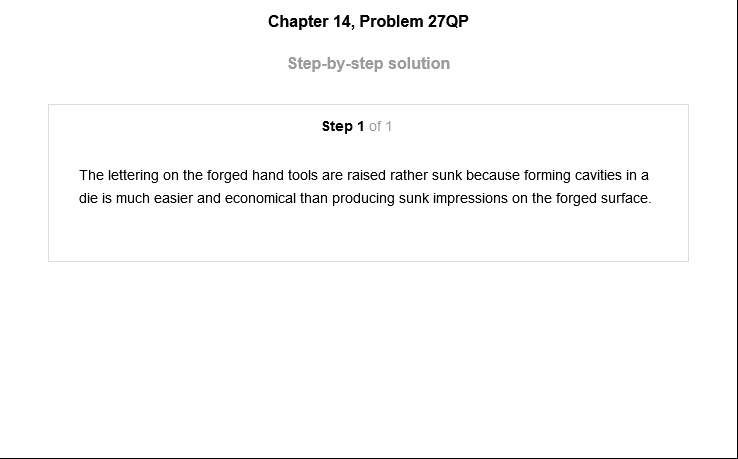 Chapter 14, Problem 27QP
Step-by-step solution
Step 1 of 1
The lettering on the forged hand tools are raised rather sunk because forming cavities in a
die is much easier and economical than producing sunk impressions on the forged surface.